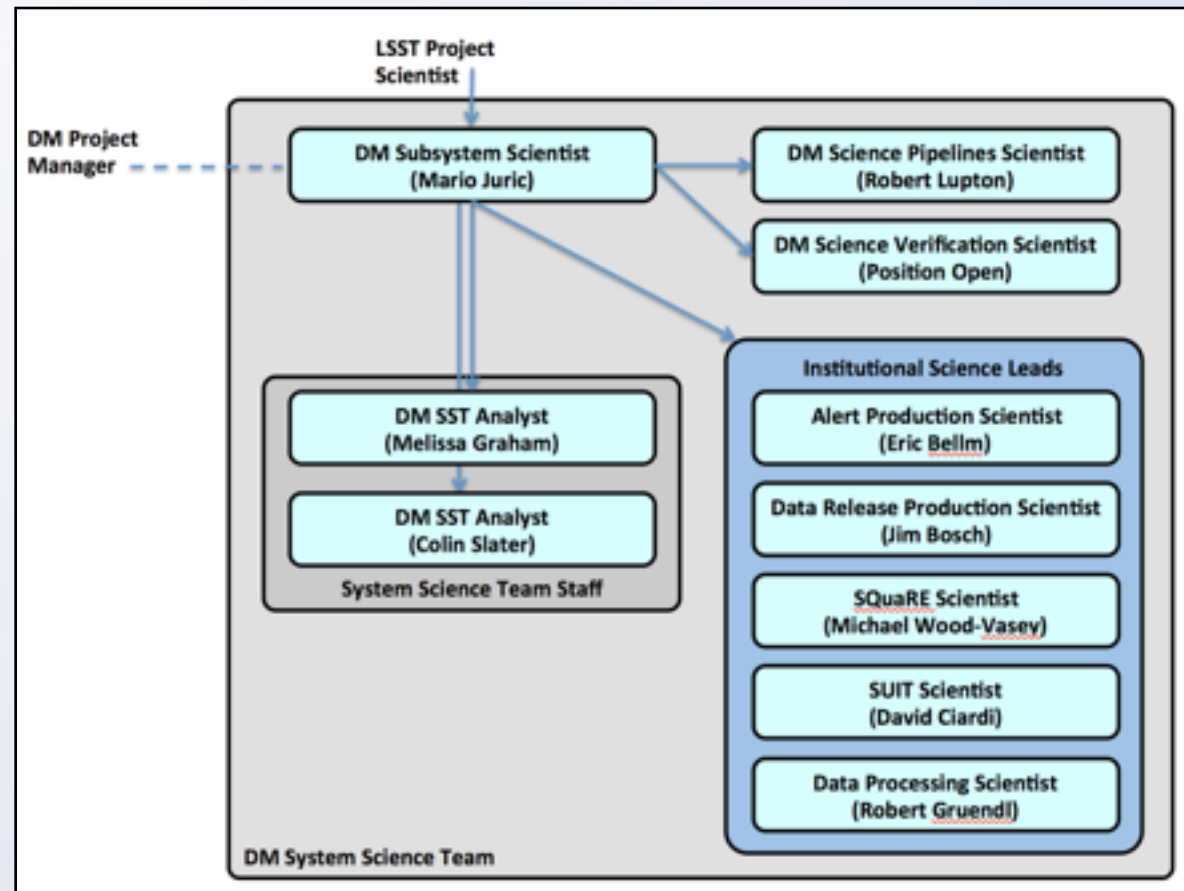 LSST Project
Scientist
DM Project
Manager
DM Subsystem Scientist
(Mario Juric)
DM Science Pipelines Scientist
(Robert Lupton)
DM Science Verification Scientist
(Position Open)
Institutional Science Leads
DM SST Analyst
(Melissa Graham)
DM SST Analyst
(Colin Slater)
System Science Team Staff
Alert Production Scientist
(Eric Bellm)
Data Release Production Scientist
(Jim Bosch)
SQuaRE Scientist
(Michael Wood-Vasey)
SUIT Scientist
(David Ciardi)
Data Processing Scientist
(Robert Gruendl)
DM System Science Team